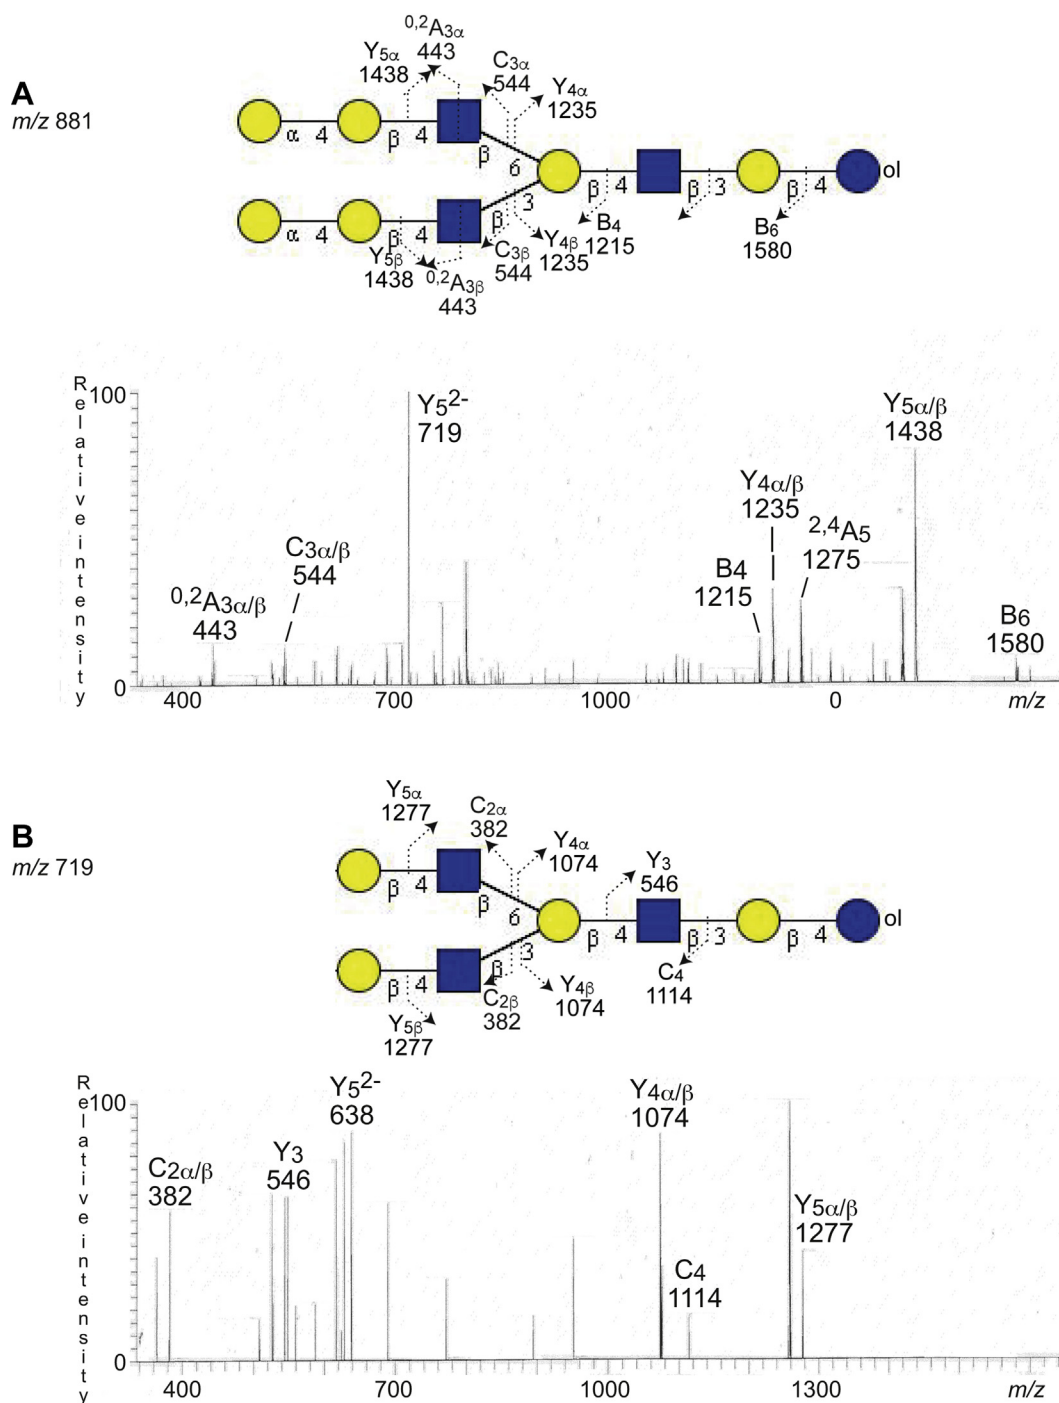 A
m/z 881
Y5α
1438
0,2A3α
443
C3α
544
Y4α
1235
α 4 β 4 β 6
β 4 β 3 β 4 ol
α 4 β 4 β 3
Y5β
1438
0,2A3β
443
C3β
544
Y4β
1235
B4
1215
B6
1580
Relative intensity
100
0
Y5 2-
719
Y5α/β
1438
Y4α/β
1235
2,4A5
1275
C3α/β
544
B4
1215
0,2A3α/β
443
B6
1580
400 700 1000 0 m/z
B
m/z 719
Y5α
1277
C2α
382
Y4α
1074
Y3
546
β 4 β 6
β 4 β 3 β 4 ol
β 4 β 3
Y5β
1277
C2β
382
Y4β
1074
C4
1114
Relative intensity
100
0
Y5 2-
638
Y4α/β
1074
C2α/β
382
Y3
546
Y5α/β
1277
C4
1114
400 700 1000 1300 m/z